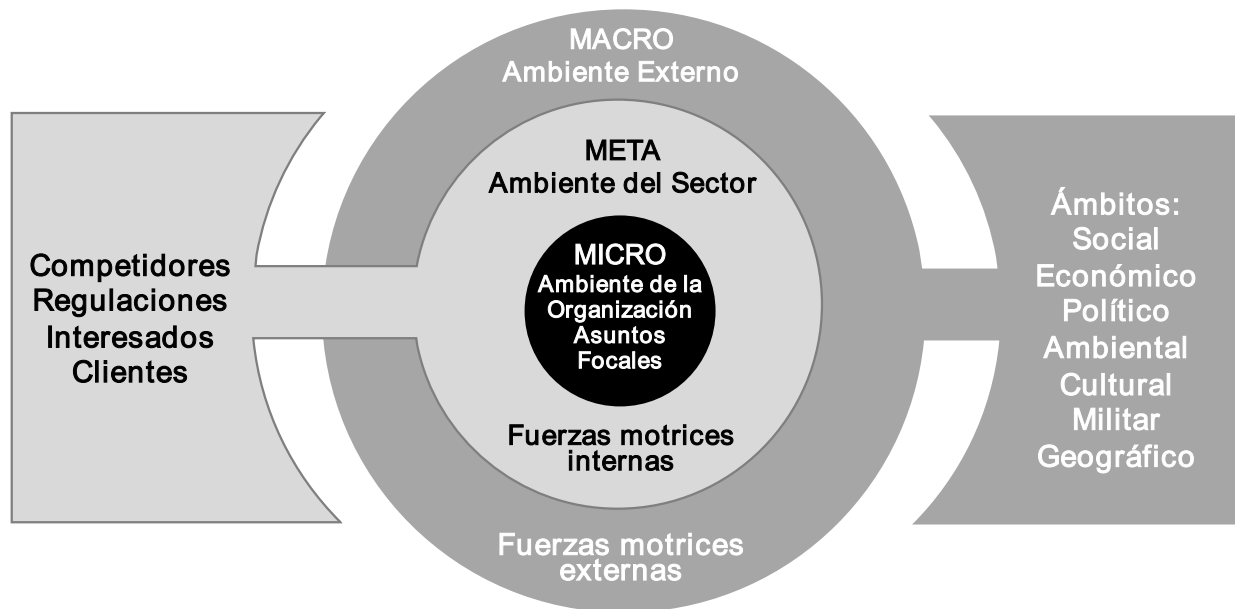 MACRO
Ambiente Externo
META
Ambiente del Sector
MICRO
Ambiente de la
Organización
Asuntos
Focales
Fuerzas motrices
internas
Fuerzas motrices
externas
Competidores
Regulaciones
Interesados
Clientes
Ámbitos:
Social
Económico
Político
Ambiental
Cultural
Militar
Geográfico